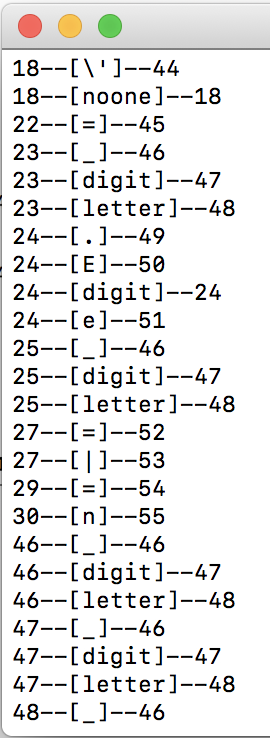 18--[\']--44
18--[noone]--18
22--[=]--45
23--[_]--46
23--[digit]--47
23--[letter]--48
24--[.]--49
24--[E]--50
24--[digit]--24
24--[e]--51
25--[_]--46
25--[digit]--47
25--[letter]--48
27--[=]--52
27--[|]--53
29--[=]--54
30--[n]--55
46--[_]--46
46--[digit]--47
46--[letter]--48
47--[_]--46
47--[digit]--47
47--[letter]--48
48--[_]--46